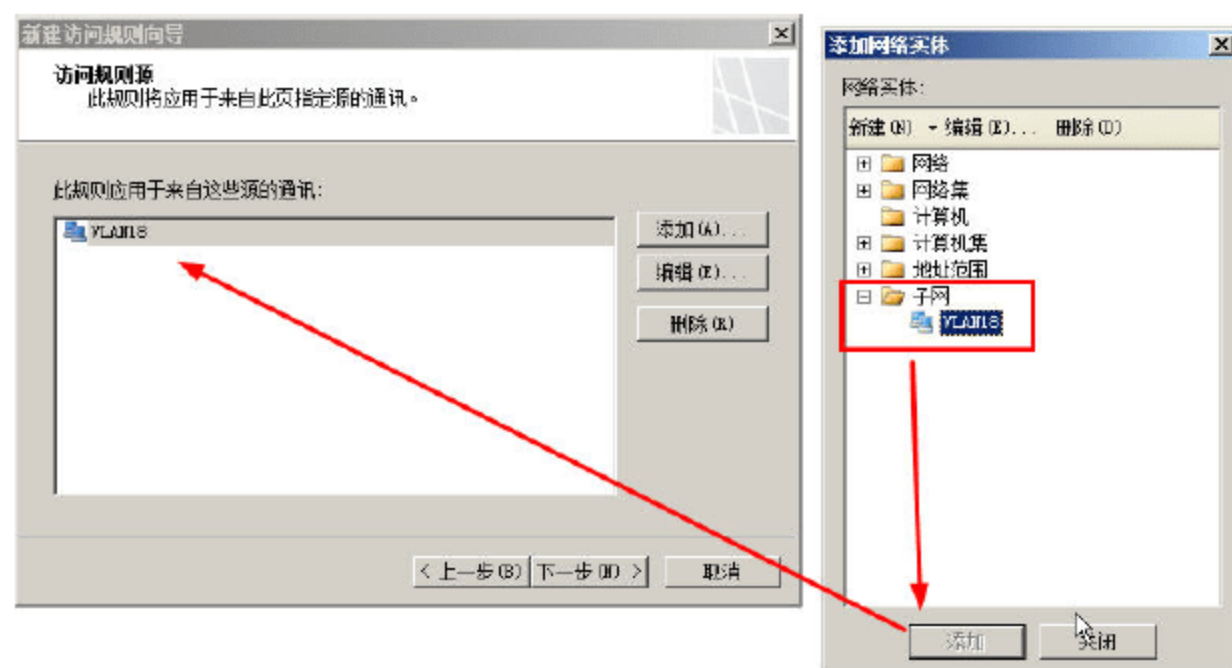 新建访问规则向导
访问规则源
此规则将应用于来自此页指定源的通讯。
此规则应用于来自这些源的通讯:
VLAN18
添加(A)...
编辑(E)...
删除(R)
< 上一步(B)
下一步(N) >
取消
添加网络实体
网络实体:
新建(N) 编辑(E)... 删除(D)
网络
网络集
计算机
计算机集
地址范围
子网
VLAN18
添加
关闭